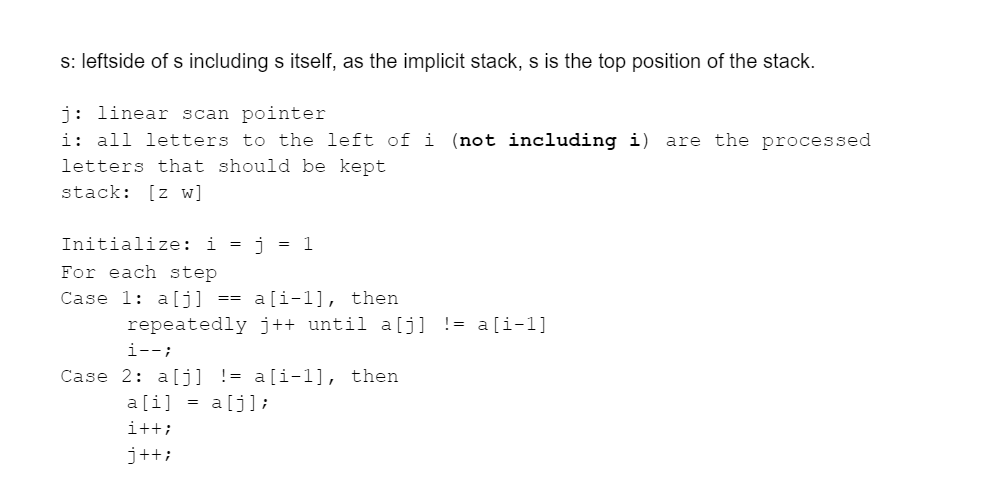 s: leftside of s including s itself, as the implicit stack, s is the top position of the stack.
j: linear scan pointer
i: all letters to the left of i (not including i) are the processed
letters that should be kept
stack: [z w]
Initialize: i = j = 1
For each step
Case 1: a[j] == a[i-1], then
repeatedly j++ until a[j] != a[i-1]
i--;
Case 2: a[j] != a[i-1], then
a[i] = a[j];
i++;
j++;